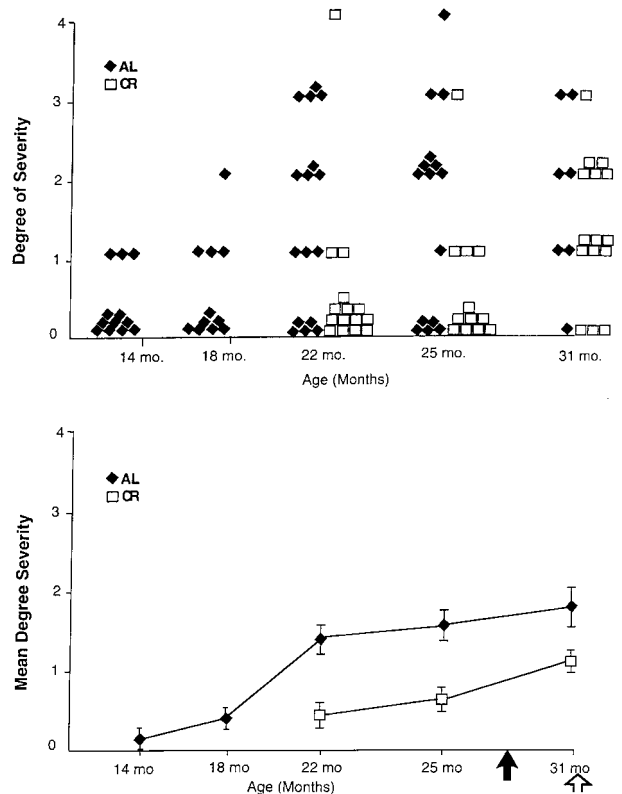 4
AL
CR
3
Degree of Severity
2
1
0
14 mo. 18 mo. 22 mo. 25 mo. 31 mo.
Age (Months)
4
AL
CR
3
Mean Degree Severity
2
1
0
14 mo 18 mo 22 mo 25 mo 31 mo
Age (Months)